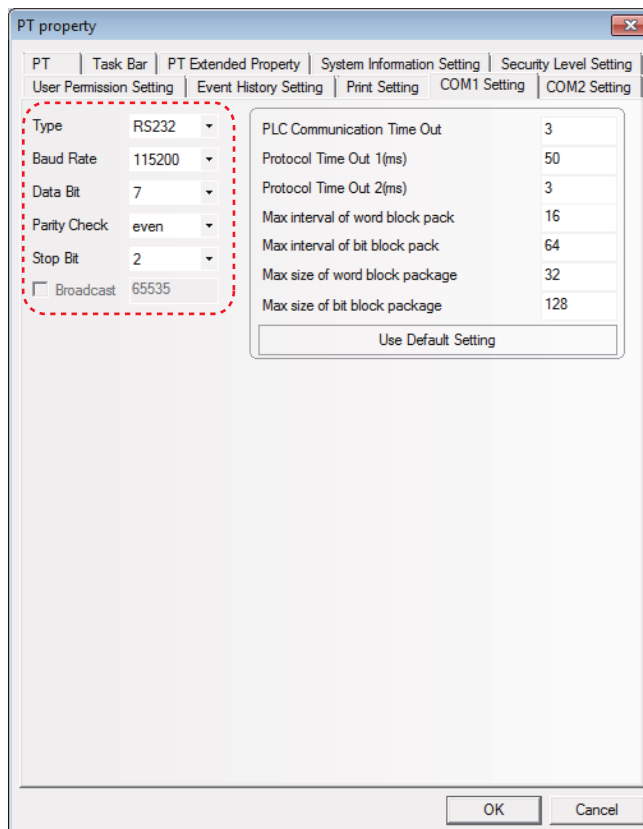 PT property
PT Task Bar PT Extended Property System Information Setting Security Level Setting
User Permission Setting Event History Setting Print Setting COM1 Setting COM2 Setting
Type RS232
Baud Rate 115200
Data Bit 7
Parity Check even
Stop Bit 2
Broadcast 65535
PLC Communication Time Out 3
Protocol Time Out 1(ms) 50
Protocol Time Out 2(ms) 3
Max interval of word block pack 16
Max interval of bit block pack 64
Max size of word block package 32
Max size of bit block package 128
Use Default Setting
OK Cancel